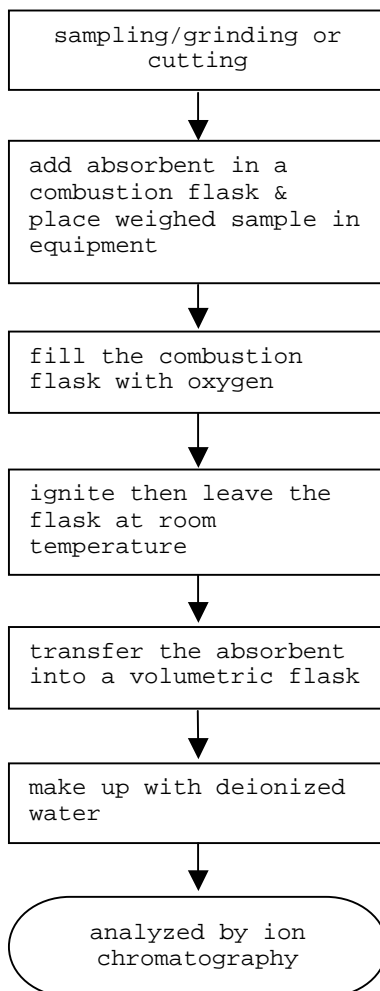 sampling/grinding or
cutting
add absorbent in a
combustion flask &
place weighed sample in
equipment
fill the combustion
flask with oxygen
ignite then leave the
flask at room
temperature
transfer the absorbent
into a volumetric flask
make up with deionized
water
analyzed by ion
chromatography